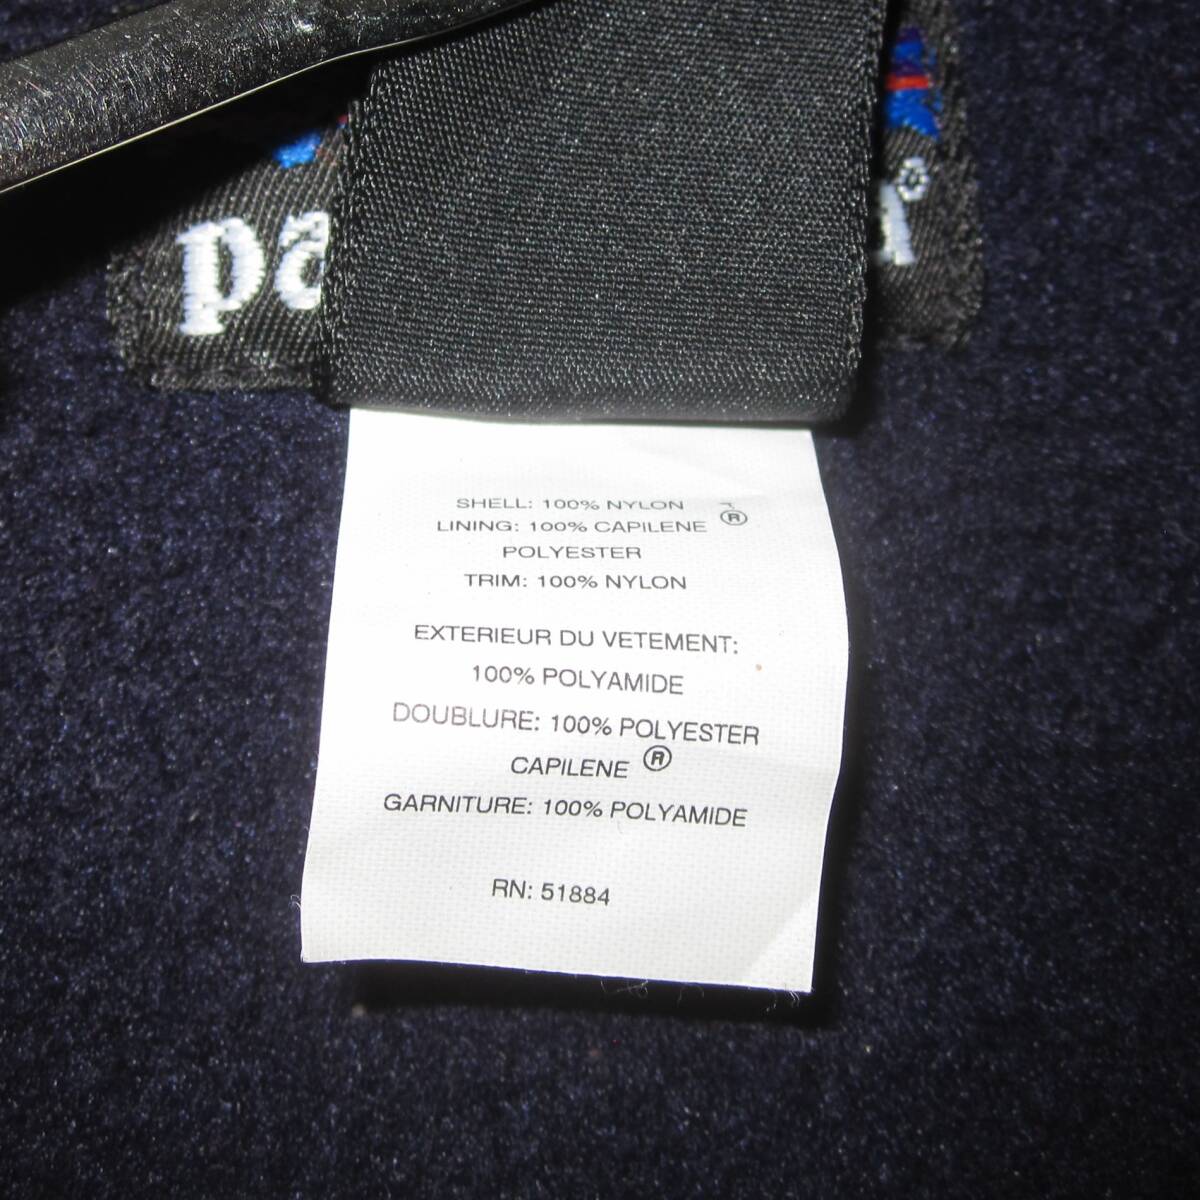 pa
a®
SHELL: 100% NYLON
LINING: 100% CAPILENE ®
POLYESTER
TRIM: 100% NYLON
EXTERIEUR DU VETEMENT:
100% POLYAMIDE
DOUBLURE: 100% POLYESTER
CAPILENE ®
GARNITURE: 100% POLYAMIDE
RN: 51884